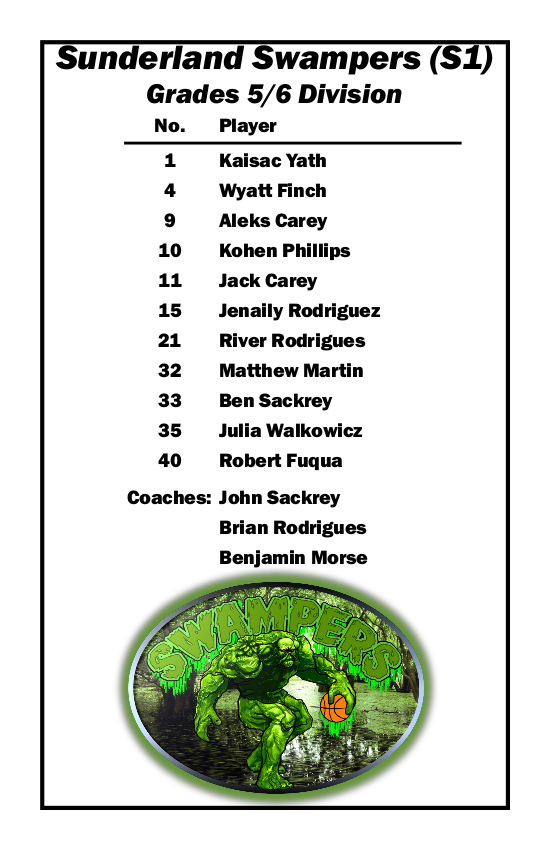 Sunderland Swampers (S1)
Grades 5/6 Division
No. Player
1 Kaisac Yath
4 Wyatt Finch
9 Aleks Carey
10 Kohen Phillips
11 Jack Carey
15 Jenaily Rodriguez
21 River Rodrigues
32 Matthew Martin
33 Ben Sackrey
35 Julia Walkowicz
40 Robert Fuqua
Coaches: John Sackrey
Brian Rodrigues
Benjamin Morse
SWAMPERS